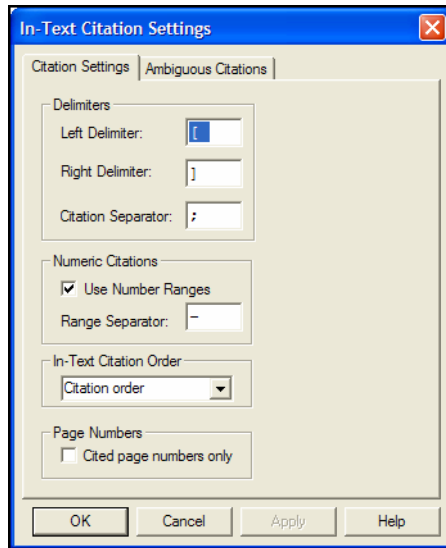 In-Text Citation Settings
Citation Settings Ambiguous Citations
Delimiters
Left Delimiter: [
Right Delimiter: ]
Citation Separator: ;
Numeric Citations
Use Number Ranges
Range Separator: –
In-Text Citation Order
Citation order
Page Numbers
Cited page numbers only
OK Cancel Apply Help